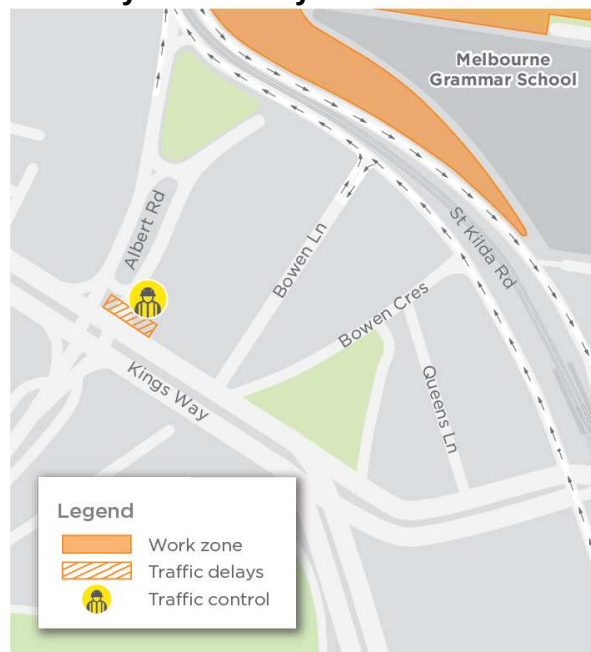 Melbourne
Grammar School
St Kilda Rd
Albert Rd
Bowen Ln
Bowen Cres
Queens Ln
Kings Way
Legend
Work zone
Traffic delays
Traffic control